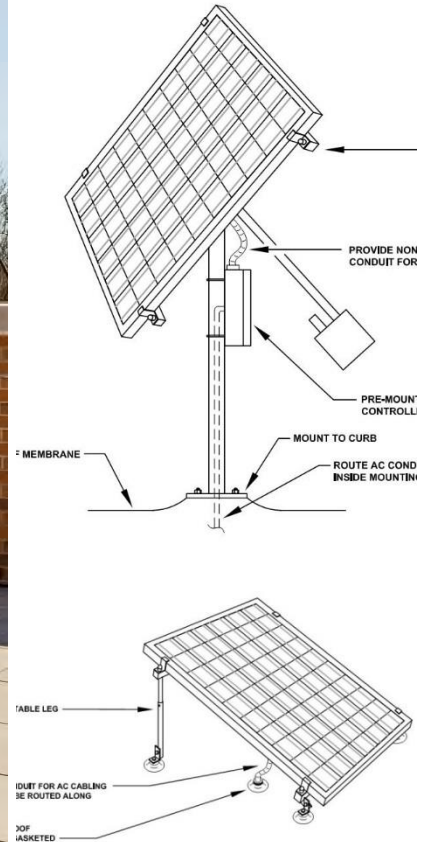 PROVIDE NON
CONDUIT FOR
PRE-MOUNT
CONTROLL
MOUNT TO CURB
MEMBRANE
ROUTE AC COND
INSIDE MOUNTING
TABLE LEG
DUIT FOR AC CABLING
BE ROUTED ALONG
OOF
GASKETED